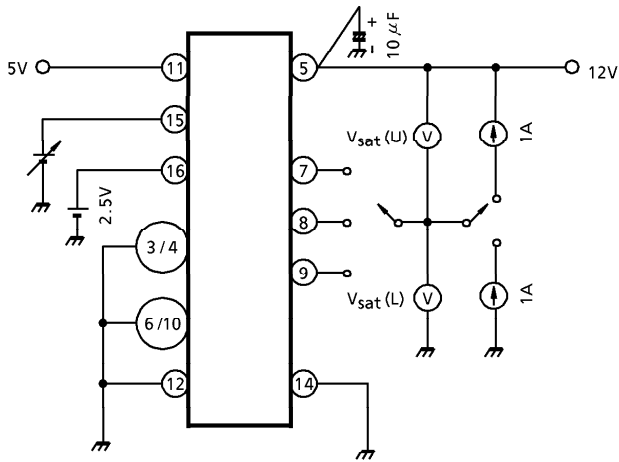 +
-
10 μF
5V
11
5
12V
15
Vsat (U)
V
1A
16
7
2.5V
8
3/4
9
Vsat (L)
V
1A
6/10
12
14